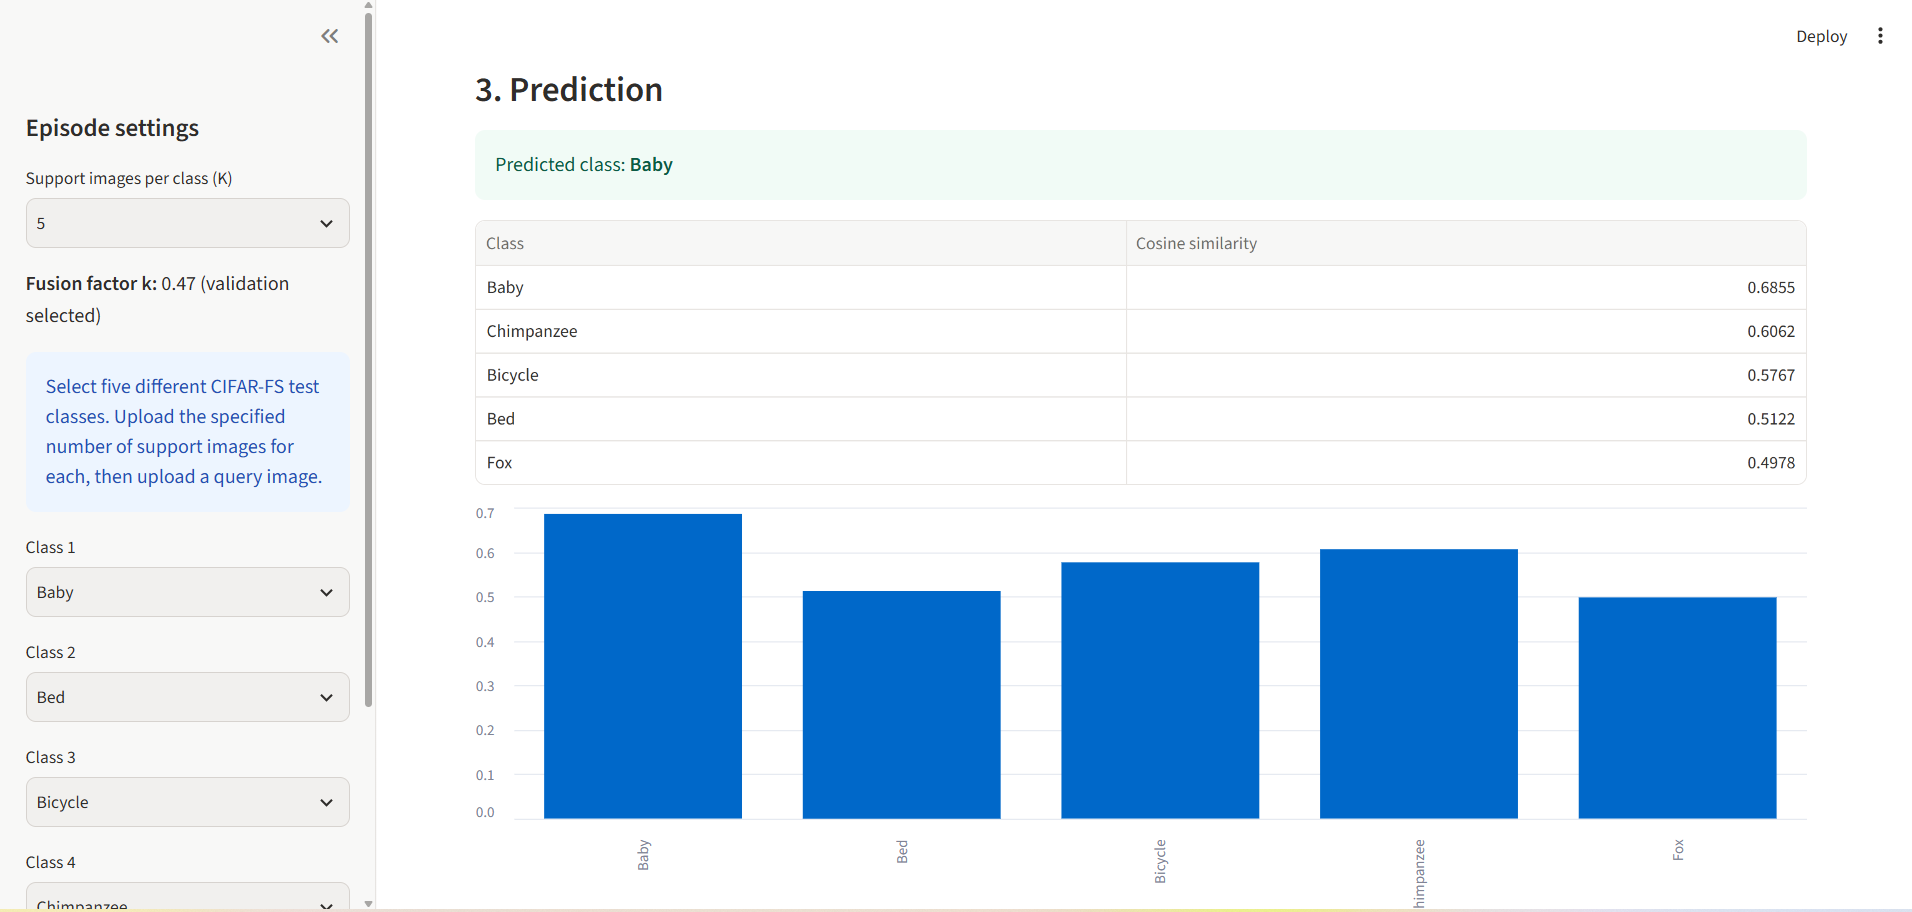 Deploy
Episode settings
Support images per class (K)
5
Fusion factor k: 0.47 (validation
selected)
Select five different CIFAR-FS test
classes. Upload the specified
number of support images for
each, then upload a query image.
Class 1
Baby
Class 2
Bed
Class 3
Bicycle
Class 4
Chimpanzee
3. Prediction
Predicted class: Baby
Class Cosine similarity
Baby 0.6855
Chimpanzee 0.6062
Bicycle 0.5767
Bed 0.5122
Fox 0.4978
0.7
0.6
0.5
0.4
0.3
0.2
0.1
0.0
Baby
Bed
Bicycle
himpanzee
Fox